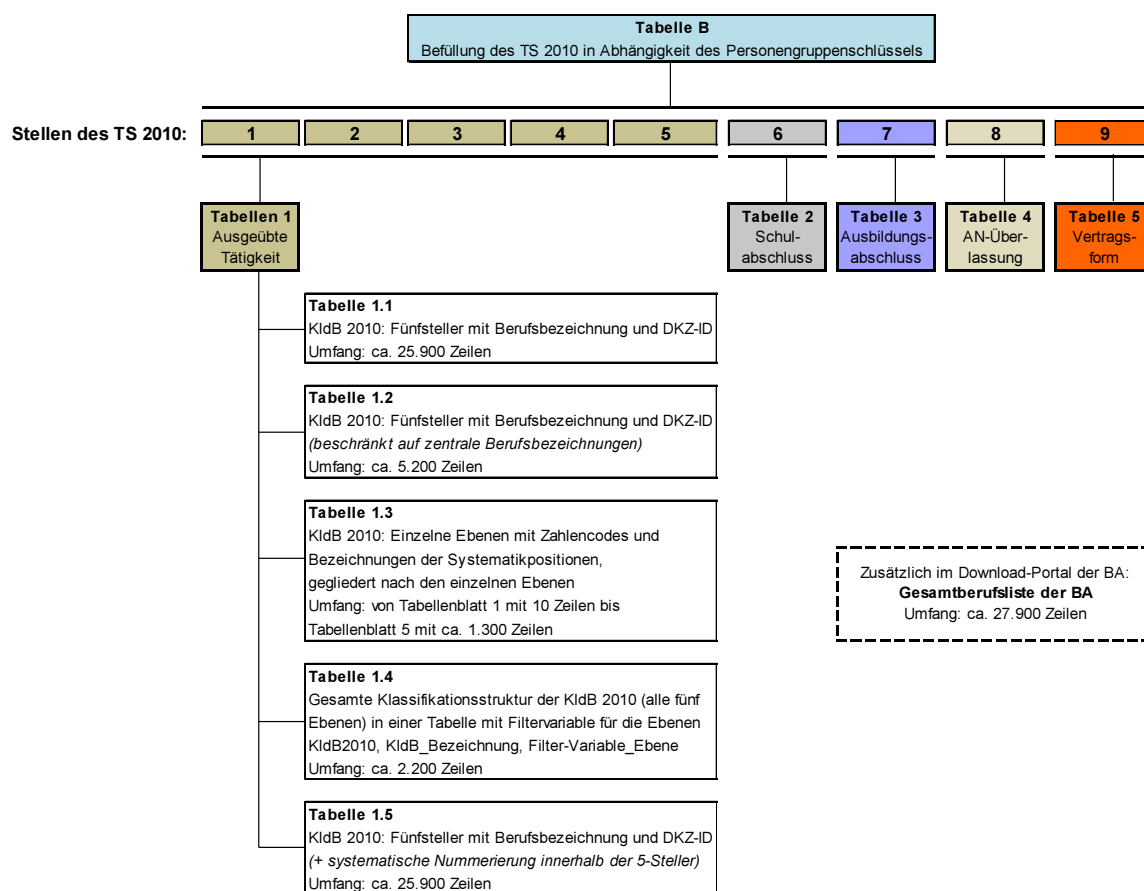 Tabelle B
Befüllung des TS 2010 in Abhängigkeit des Personengruppenschlüssels
Stellen des TS 2010: 1 2 3 4 5 6 7 8 9
Tabellen 1
Ausgeübte
Tätigkeit
Tabelle 2
Schul-
abschluss
Tabelle 3
Ausbildungs-
abschluss
Tabelle 4
AN-Über-
lassung
Tabelle 5
Vertrags-
form
Tabelle 1.1
KldB 2010: Fünfsteller mit Berufsbezeichnung und DKZ-ID
Umfang: ca. 25.900 Zeilen
Tabelle 1.2
KldB 2010: Fünfsteller mit Berufsbezeichnung und DKZ-ID
(beschränkt auf zentrale Berufsbezeichnungen)
Umfang: ca. 5.200 Zeilen
Tabelle 1.3
KldB 2010: Einzelne Ebenen mit Zahlencodes und
Bezeichnungen der Systematikpositionen,
gegliedert nach den einzelnen Ebenen
Umfang: von Tabellenblatt 1 mit 10 Zeilen bis
Tabellenblatt 5 mit ca. 1.300 Zeilen
Zusätzlich im Download-Portal der BA:
Gesamtberufsliste der BA
Umfang: ca. 27.900 Zeilen
Tabelle 1.4
Gesamte Klassifikationsstruktur der KldB 2010 (alle fünf
Ebenen) in einer Tabelle mit Filtervariable für die Ebenen
KldB2010, KldB_Bezeichnung, Filter-Variable_Ebene
Umfang: ca. 2.200 Zeilen
Tabelle 1.5
KldB 2010: Fünfsteller mit Berufsbezeichnung und DKZ-ID
(+ systematische Nummerierung innerhalb der 5-Steller)
Umfang: ca. 25.900 Zeilen